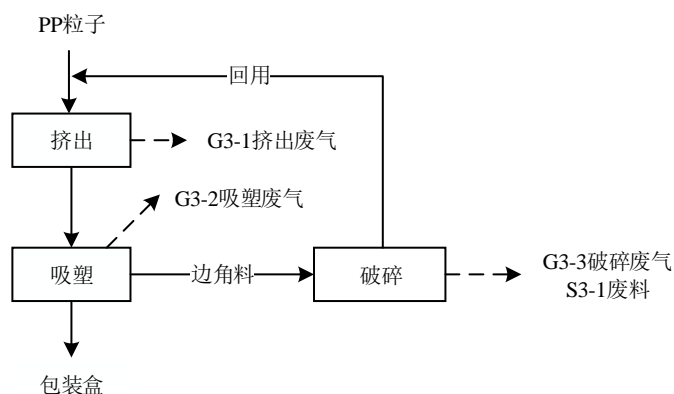 PP粒子
回用
挤出
G3-1挤出废气
G3-2吸塑废气
吸塑
边角料
破碎
G3-3破碎废气
S3-1废料
包装盒